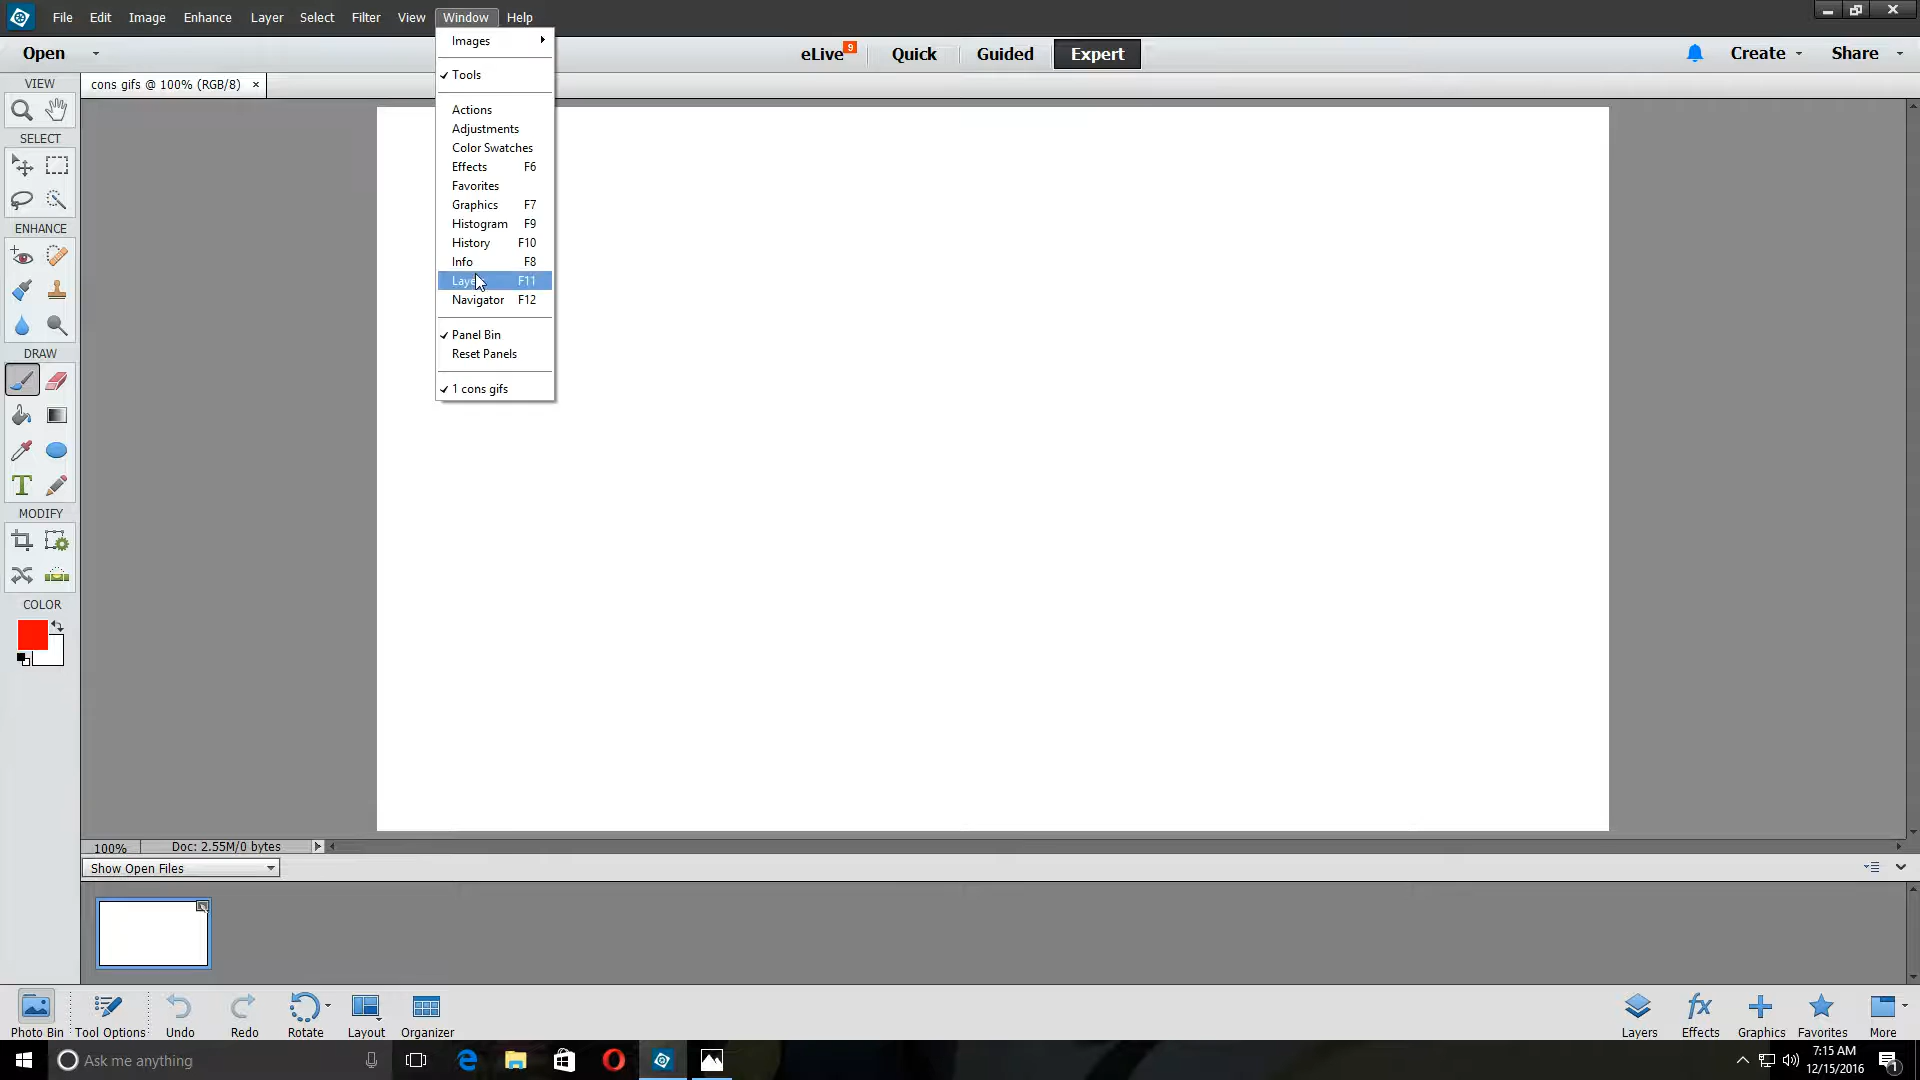 File Edit Image Enhance Layer Select Filter View Window Help
Open eLive 9 Quick Guided Expert Create Share
VIEW
cons gifs @ 100% (RGB/8) ×
SELECT
ENHANCE
DRAW
T
MODIFY
COLOR
Images
Tools
Actions
Adjustments
Color Swatches
Effects F6
Favorites
Graphics F7
Histogram F9
History F10
Info F8
F11
Navigator F12
Panel Bin
Reset Panels
1 cons gifs
100% Doc: 2.55M/0 bytes
Show Open Files
Photo Bin Tool Options Undo Redo Rotate Layout Organizer fx Layers Effects Graphics Favorites More
Ask me anything
7:15 AM
12/15/2016
1